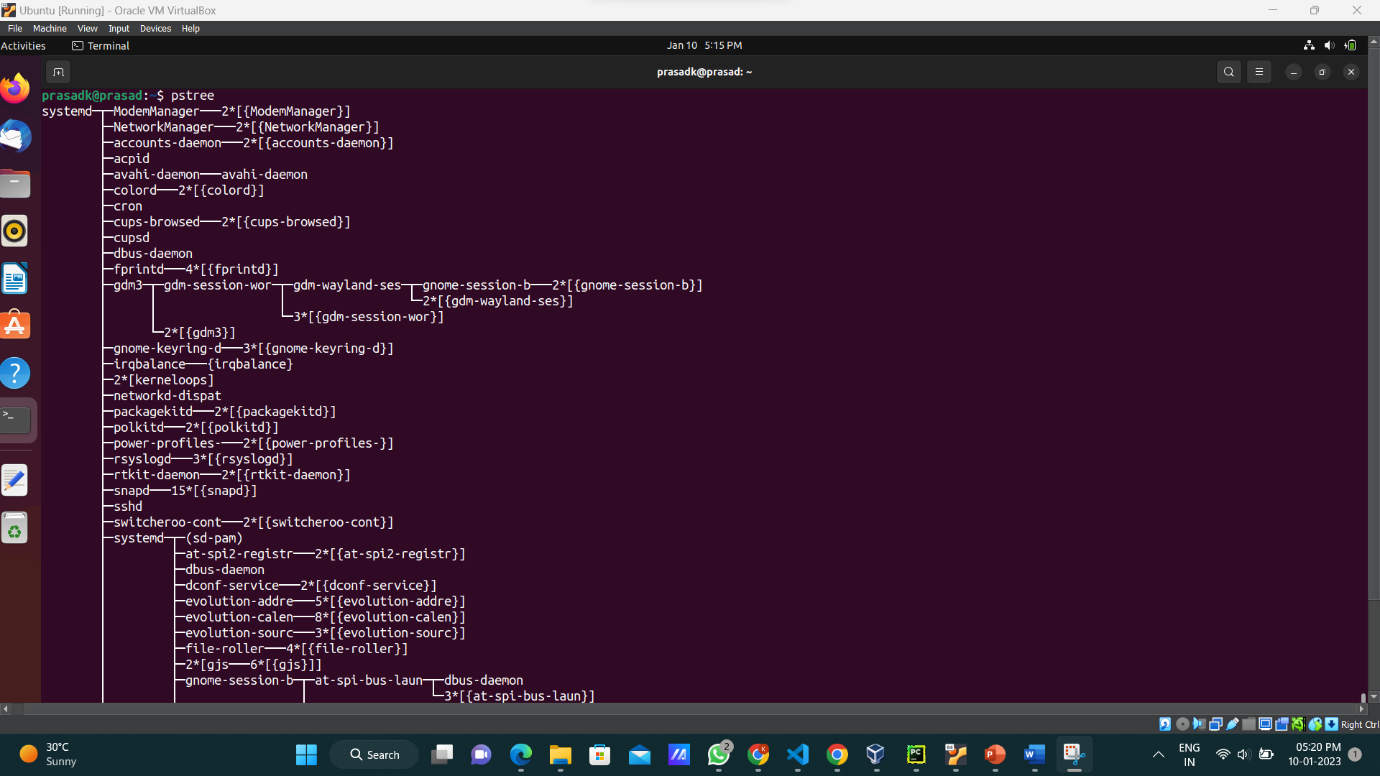 Ubuntu [Running] - Oracle VM VirtualBox
File Machine View Input Devices Help
Activities Terminal Jan 10 5:15 PM
prasadk@prasad: ~
prasadk@prasad:~$ pstree
systemd─┬─ModemManager───2*[{ModemManager}]
├─NetworkManager───2*[{NetworkManager}]
├─accounts-daemon───2*[{accounts-daemon}]
├─acpid
├─avahi-daemon───avahi-daemon
├─colord───2*[{colord}]
├─cron
├─cups-browsed───2*[{cups-browsed}]
├─cupsd
├─dbus-daemon
├─fprintd───4*[{fprintd}]
├─gdm3─┬─gdm-session-wor─┬─gdm-wayland-ses─┬─gnome-session-b───2*[{gnome-session-b}]
│ │ │ └─2*[{gdm-wayland-ses}]
│ │ └─3*[{gdm-session-wor}]
│ └─2*[{gdm3}]
├─gnome-keyring-d───3*[{gnome-keyring-d}]
├─irqbalance───{irqbalance}
├─2*[kerneloops]
├─networkd-dispat
├─packagekitd───2*[{packagekitd}]
├─polkitd───2*[{polkitd}]
├─power-profiles-───2*[{power-profiles-}]
├─rsyslogd───3*[{rsyslogd}]
├─rtkit-daemon───2*[{rtkit-daemon}]
├─snapd───15*[{snapd}]
├─sshd
├─switcheroo-cont───2*[{switcheroo-cont}]
├─systemd─┬─(sd-pam)
│ ├─at-spi2-registr───2*[{at-spi2-registr}]
│ ├─dbus-daemon
│ ├─dconf-service───2*[{dconf-service}]
│ ├─evolution-addre───5*[{evolution-addre}]
│ ├─evolution-calen───8*[{evolution-calen}]
│ ├─evolution-sourc───3*[{evolution-sourc}]
│ ├─file-roller───4*[{file-roller}]
│ ├─2*[gjs───6*[{gjs}]]
│ ├─gnome-session-b─┬─at-spi-bus-laun─┬─dbus-daemon
│ │ │ └─3*[{at-spi-bus-laun}]
Right Ctrl
30°C
Sunny
Search
2
ENG
IN
05:20 PM
10-01-2023
1